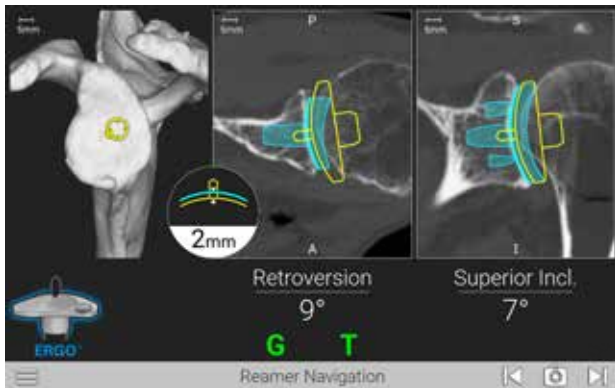 5mm
P
5mm
S
5mm
2mm
A
I
Retroversion
Superior Incl.
9°
7°
ERGO
G T
Reamer Navigation